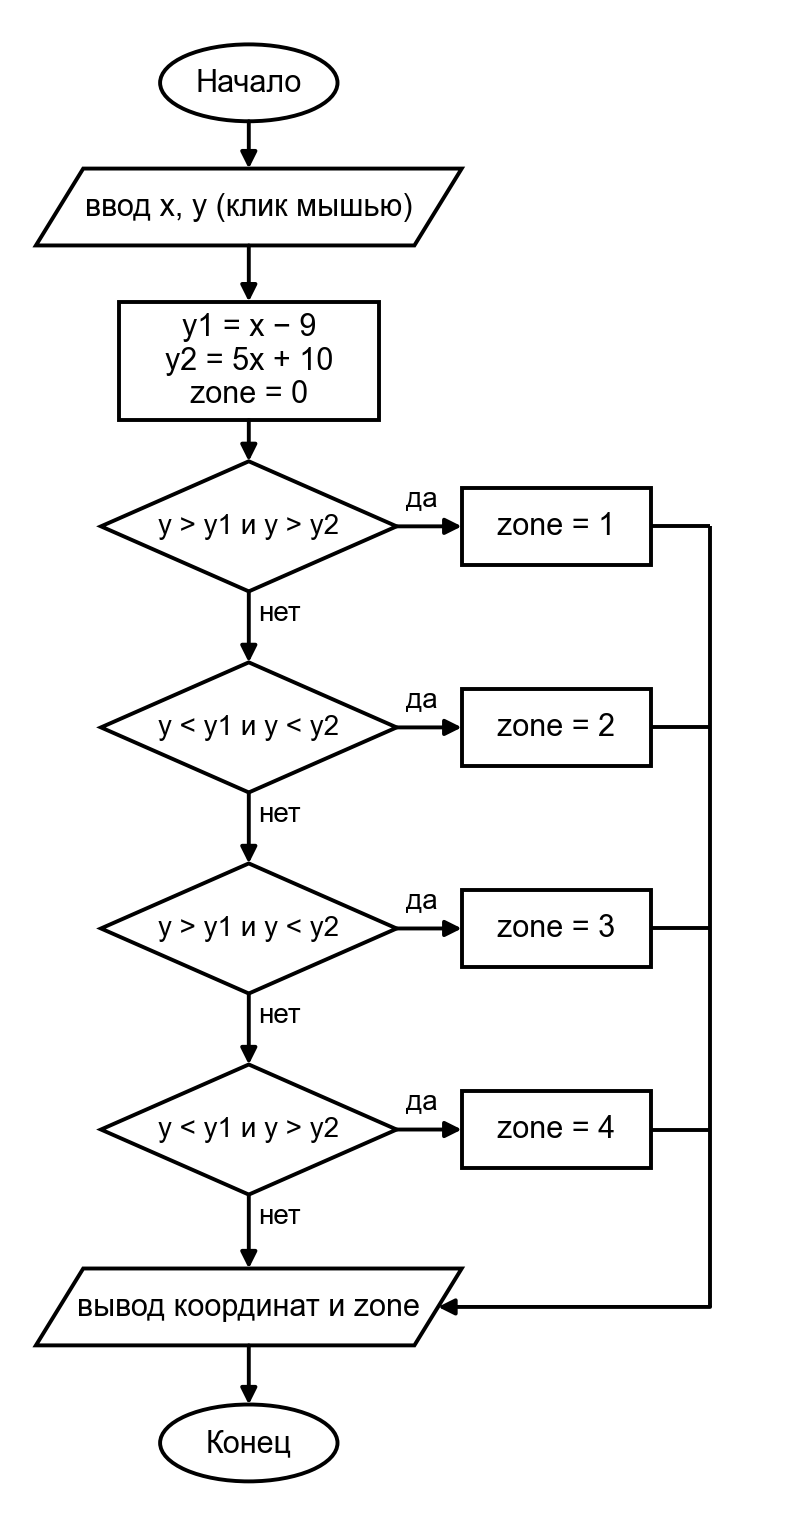 Начало
ввод x, y (клик мышью)
y1 = x − 9
y2 = 5x + 10
zone = 0
y > y1 и y > y2
да
zone = 1
нет
y < y1 и y < y2
да
zone = 2
нет
y > y1 и y < y2
да
zone = 3
нет
y < y1 и y > y2
да
zone = 4
нет
вывод координат и zone
Конец